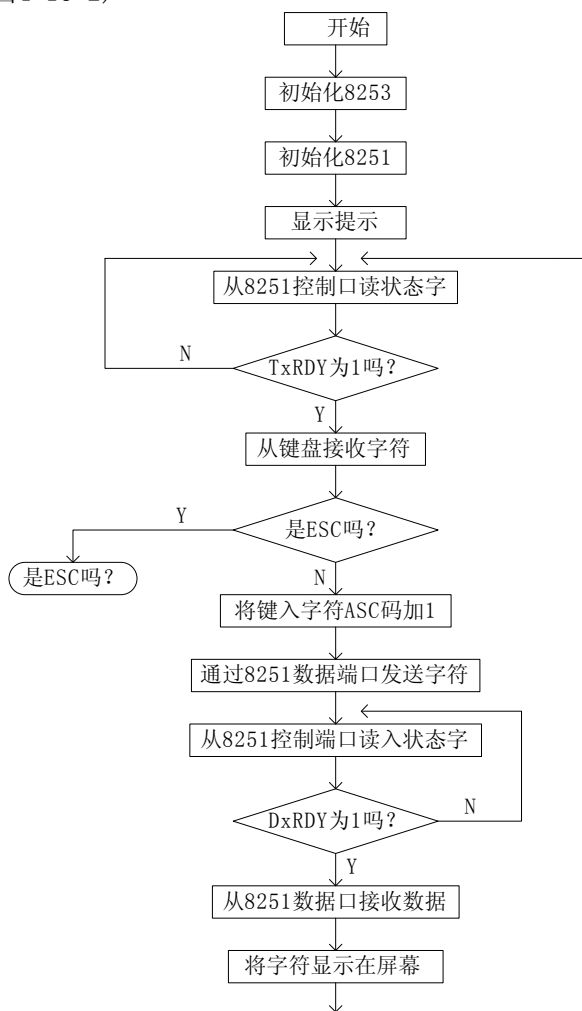 开始
初始化8253
初始化8251
显示提示
从8251控制口读状态字
N
TxRDY为1吗?
Y
从键盘接收字符
Y
是ESC吗?
是ESC吗?
N
将键入字符ASC码加1
通过8251数据端口发送字符
从8251控制端口读入状态字
N
DxRDY为1吗?
Y
从8251数据口接收数据
将字符显示在屏幕